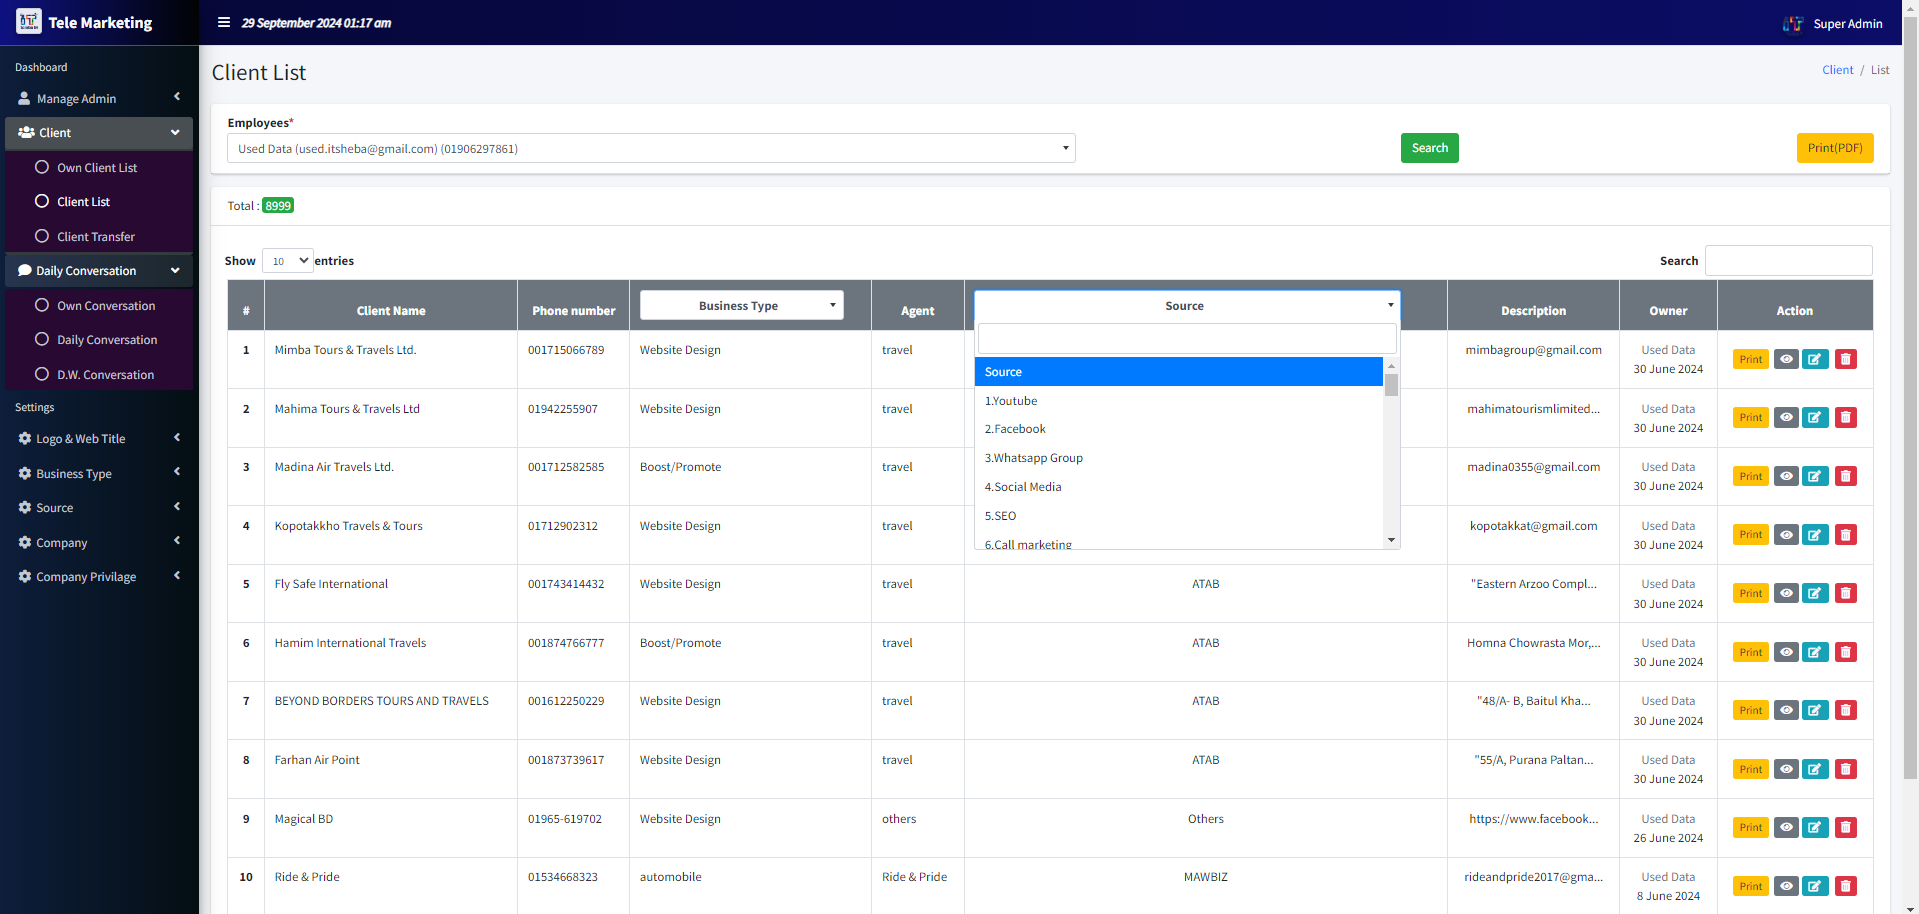 Tele Marketing
29 September 2024 01:17 am
Super Admin
Dashboard
Manage Admin
Client
Own Client List
Client List
Client Transfer
Daily Conversation
Own Conversation
Daily Conversation
D.W. Conversation
Settings
Logo & Web Title
Business Type
Source
Company
Company Privilage
Client List
Client / List
Employees*
Used Data (used.itsheba@gmail.com) (01906297861)
Search
Print(PDF)
Total : 8999
Show 10 entries
Search
# Client Name Phone number Business Type Agent Source Description Owner Action
Source
1.Youtube
2.Facebook
3.Whatsapp Group
4.Social Media
5.SEO
6.Call marketing
1 Mimba Tours & Travels Ltd. 001715066789 Website Design travel mimbagroup@gmail.com Used Data Print
30 June 2024
2 Mahima Tours & Travels Ltd 01942255907 Website Design travel mahimatourismlimited... Used Data Print
30 June 2024
3 Madina Air Travels Ltd. 001712582585 Boost/Promote travel madina0355@gmail.com Used Data Print
30 June 2024
4 Kopotakkho Travels & Tours 01712902312 Website Design travel kopotakkat@gmail.com Used Data Print
30 June 2024
5 Fly Safe International 001743414432 Website Design travel ATAB "Eastern Arzoo Compl... Used Data Print
30 June 2024
6 Hamim International Travels 001874766777 Boost/Promote travel ATAB Homna Chowrasta Mor,... Used Data Print
30 June 2024
7 BEYOND BORDERS TOURS AND TRAVELS 001612250229 Website Design travel ATAB "48/A- B, Baitul Kha... Used Data Print
30 June 2024
8 Farhan Air Point 001873739617 Website Design travel ATAB "55/A, Purana Paltan... Used Data Print
30 June 2024
9 Magical BD 01965-619702 Website Design others Others https://www.facebook... Used Data Print
26 June 2024
10 Ride & Pride 01534668323 automobile Ride & Pride MAWBIZ rideandpride2017@gma... Used Data Print
8 June 2024